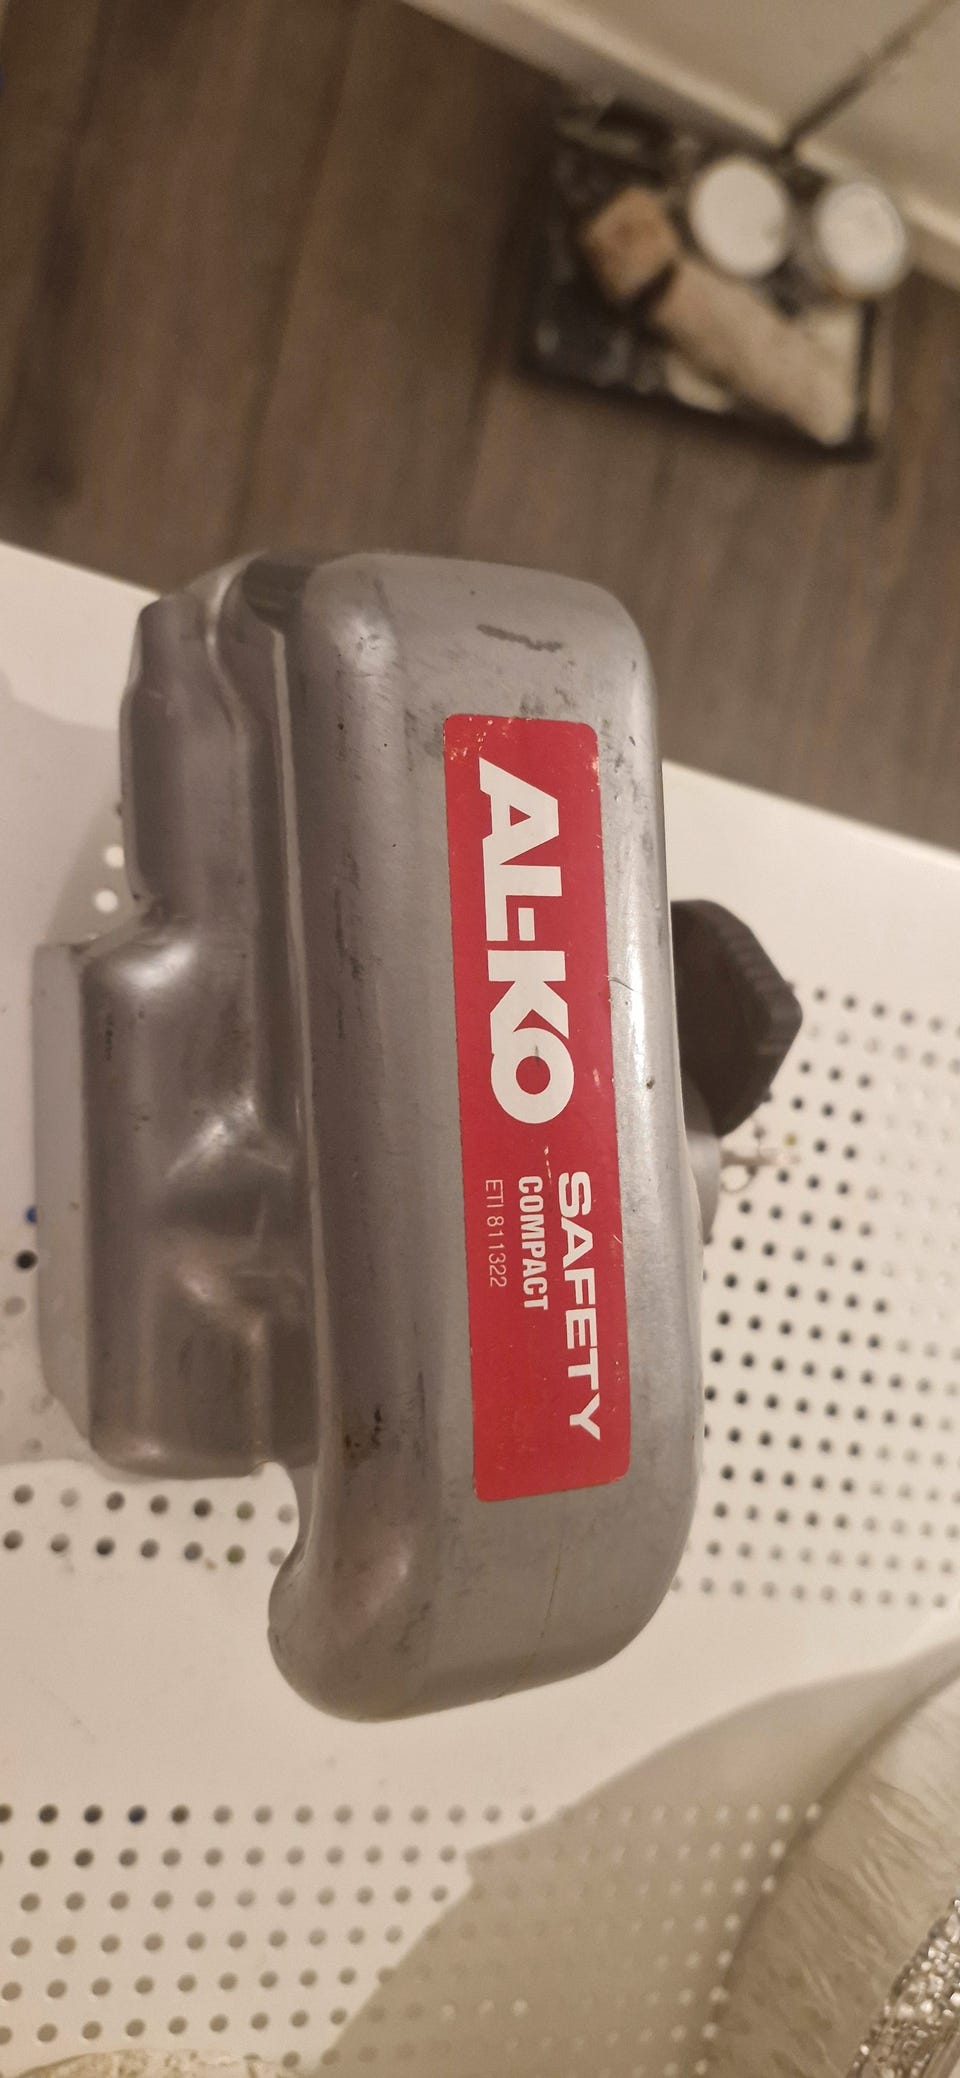 AL-KO
SAFETY
COMPACT
ETI 811322